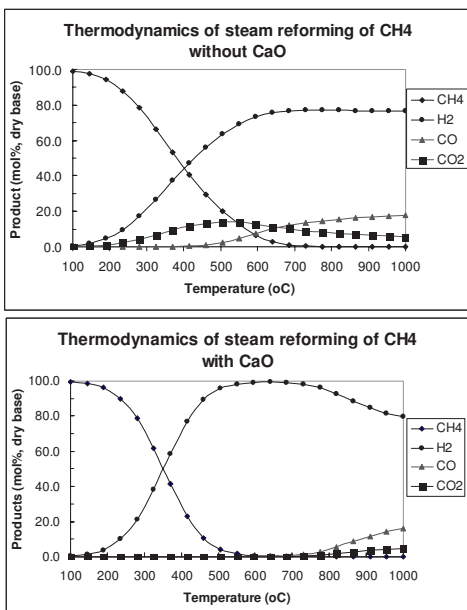 Thermodynamics of steam reforming of CH4
without CaO
Product (mol%, dry base)
100.0
80.0
60.0
40.0
20.0
0.0
100 200 300 400 500 600 700 800 900 1000
Temperature (oC)
CH4
H2
CO
CO2
Thermodynamics of steam reforming of CH4
with CaO
Products (mol%, dry base)
100.0
80.0
60.0
40.0
20.0
0.0
100 200 300 400 500 600 700 800 900 1000
Temperature (oC)
CH4
H2
CO
CO2